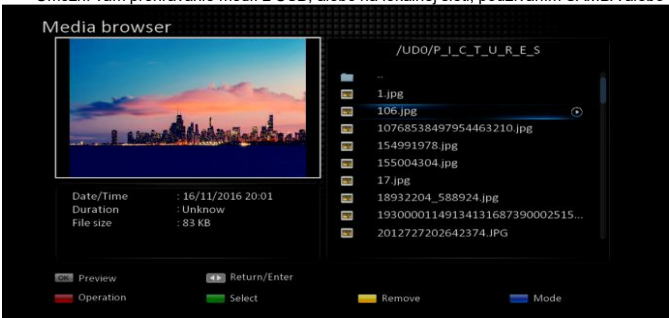 Media browser
/UD0/P_I_C_T_U_R_E_S
..
1.jpg
106.jpg
10768538497954463210.jpg
154991978.jpg
155004304.jpg
17.jpg
18932204_588924.jpg
19300001149134131687390002515...
2012727202642374.JPG
Date/Time : 16/11/2016 20:01
Duration : Unknow
File size : 83 KB
OK Preview
Return/Enter
Operation
Select
Remove
Mode